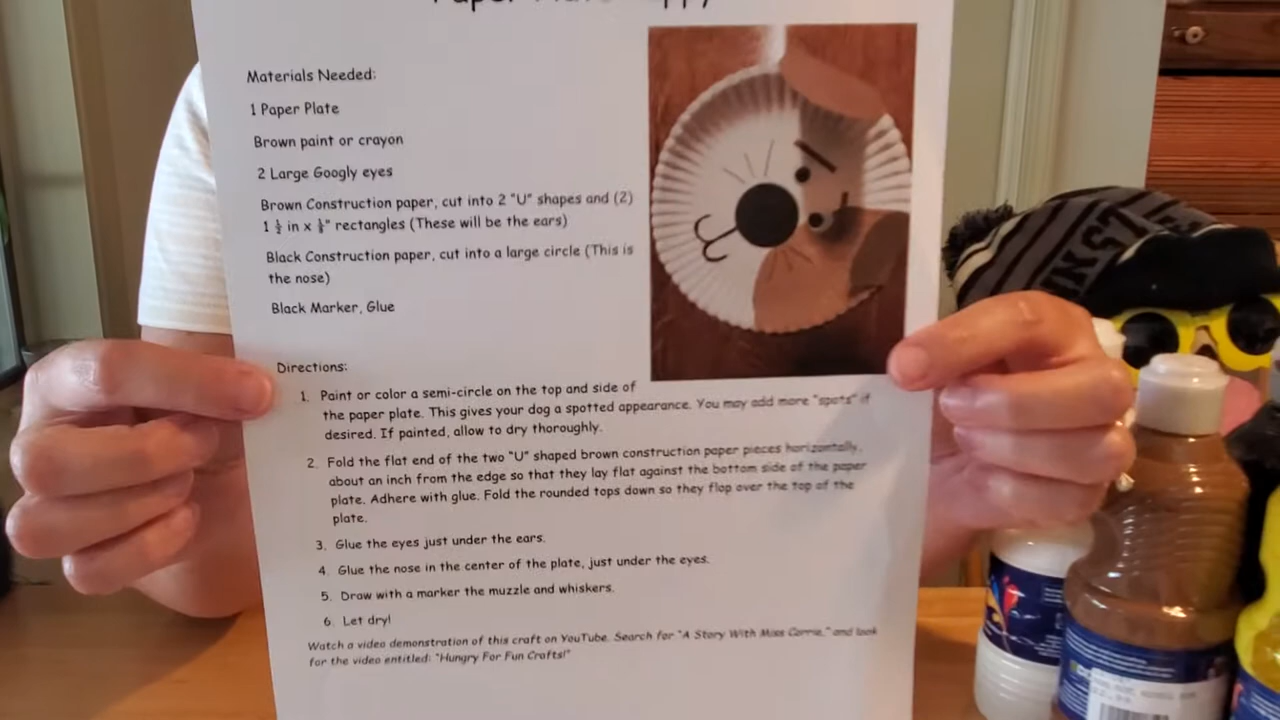 Paper Plate Puppy
Materials Needed:
1 Paper Plate
Brown paint or crayon
2 Large Googly eyes
Brown Construction paper, cut into 2 "U" shapes and (2)
1 ½ in x ½" rectangles (These will be the ears)
Black Construction paper, cut into a large circle (This is
the nose)
Black Marker, Glue
Directions:
1. Paint or color a semi-circle on the top and side of
the paper plate. This gives your dog a spotted appearance. You may add more "spots" if
desired. If painted, allow to dry thoroughly.
2. Fold the flat end of the two "U" shaped brown construction paper pieces horizontally,
about an inch from the edge so that they lay flat against the bottom side of the paper
plate. Adhere with glue. Fold the rounded tops down so they flop over the top of the
plate.
3. Glue the eyes just under the ears.
4. Glue the nose in the center of the plate, just under the eyes.
5. Draw with a marker the muzzle and whiskers.
6. Let dry!
Watch a video demonstration of this craft on YouTube. Search for "A Story With Miss Corrie," and look
for the video entitled: "Hungry For Fun Crafts!"